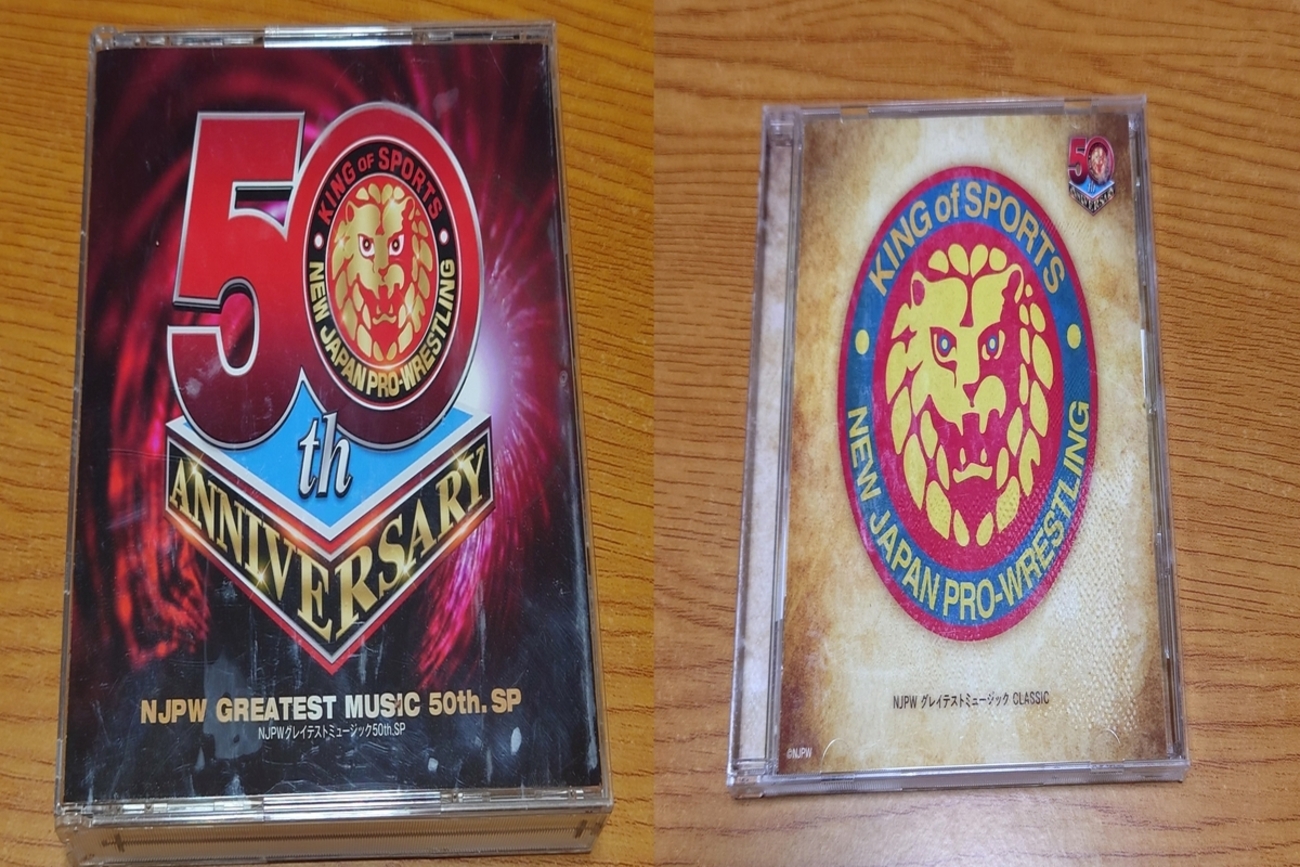 50
th
ANNIVERSARY
KING OF SPORTS
NEW JAPAN PRO-WRESTLING
NJPW GREATEST MUSIC 50th. SP
NJPWグレイテストミュージック50th.SP
50
th
ANNIVERSARY
KING of SPORTS
NEW JAPAN PRO-WRESTLING
NJPW グレイテストミュージック CLASSIC
©NJPW